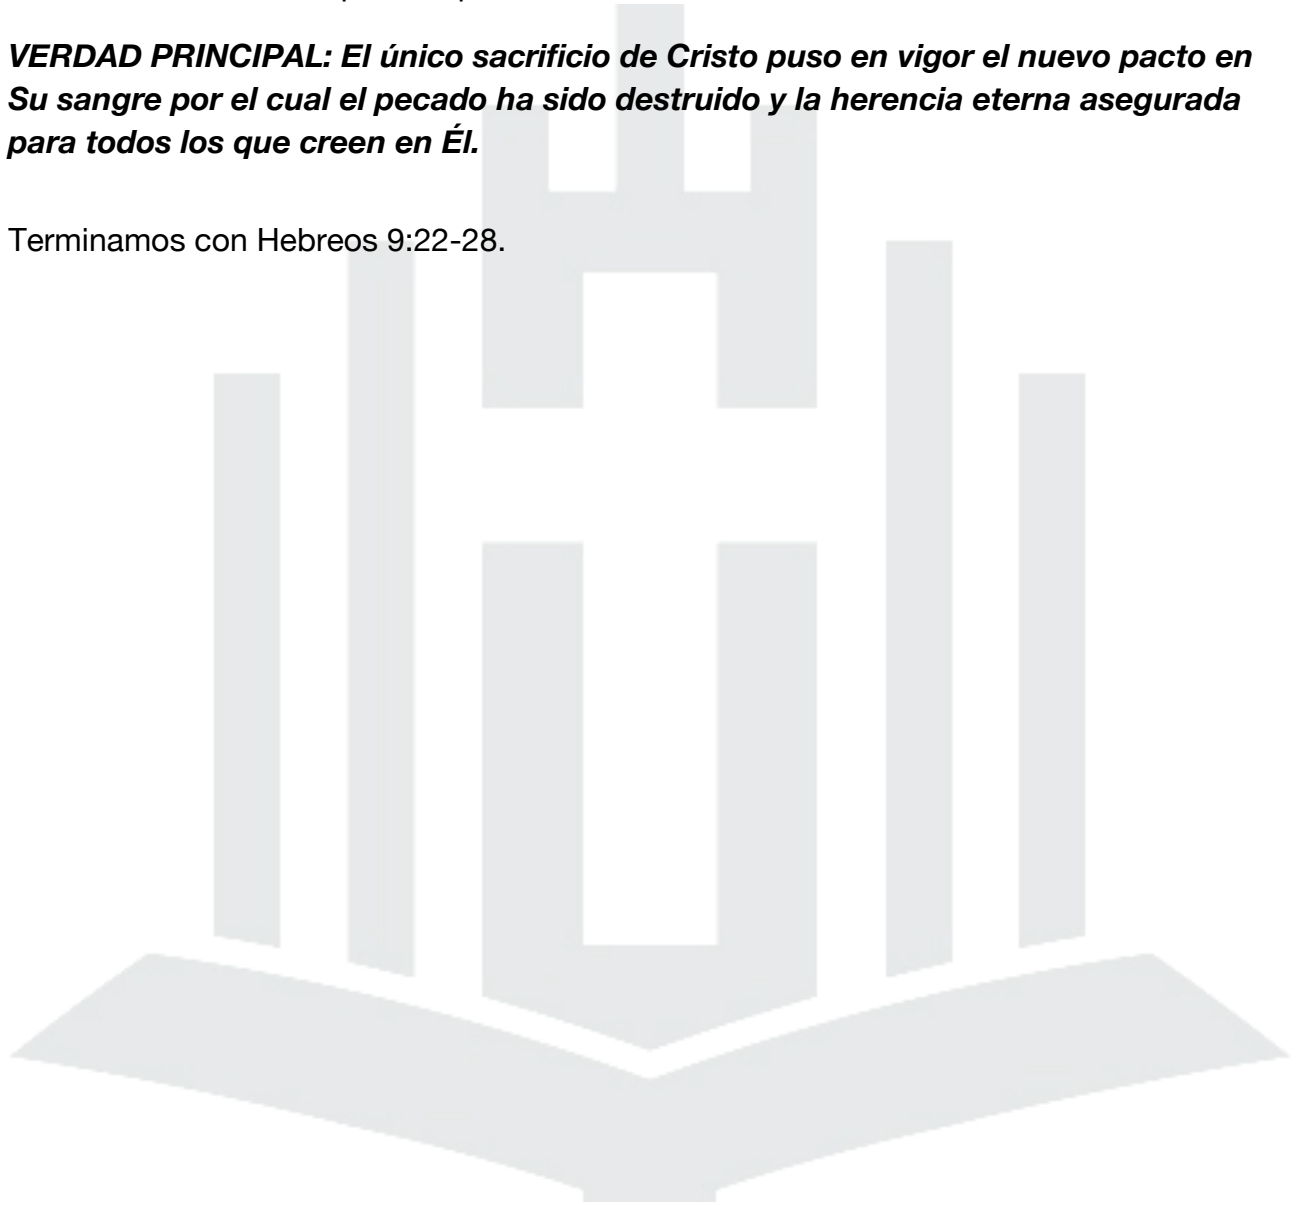 VERDAD PRINCIPAL: El único sacrificio de Cristo puso en vigor el nuevo pacto en
Su sangre por el cual el pecado ha sido destruido y la herencia eterna asegurada
para todos los que creen en Él.
Terminamos con Hebreos 9:22-28.